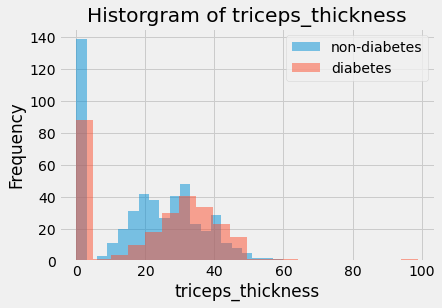 Historgram of triceps_thickness
non-diabetes
diabetes
Frequency
140
120
100
80
60
40
20
0
0 20 40 60 80 100
triceps_thickness